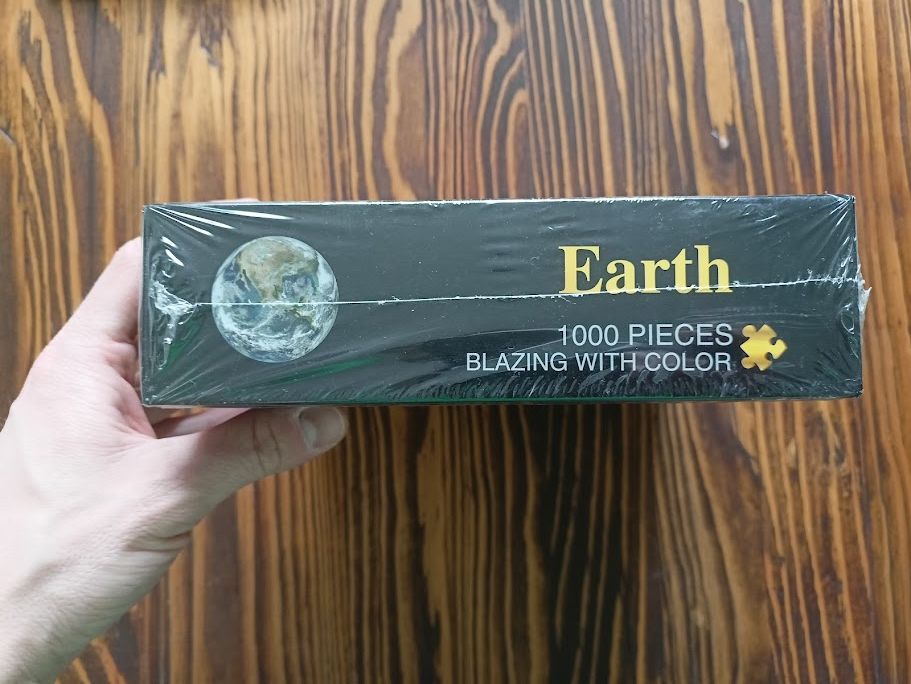 Earth
1000 PIECES
BLAZING WITH COLOR